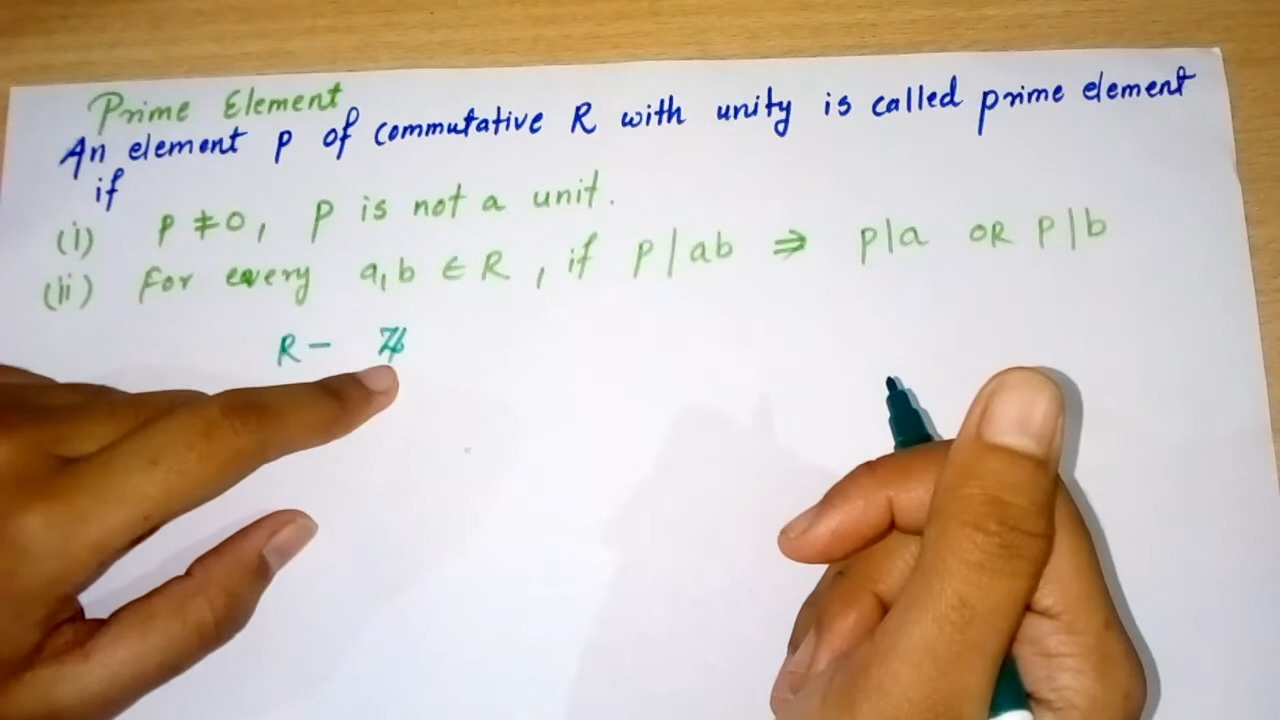 Prime Element
An element p of commutative R with unity is called prime element
if
(i) p ≠ 0, p is not a unit.
(ii) For every a, b ∈ R, if p|ab ⇒ p|a OR p|b
R -